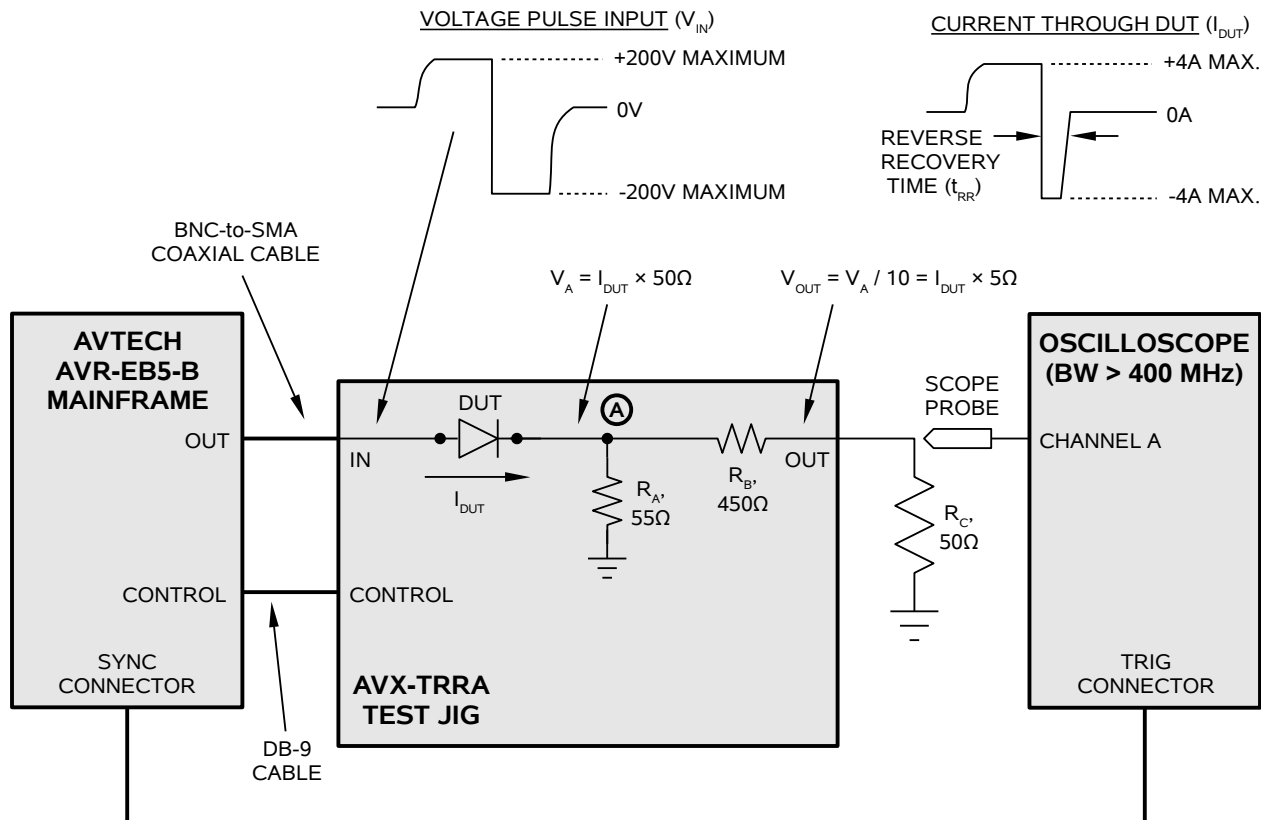 VOLTAGE PULSE INPUT (V_IN)
+200V MAXIMUM
0V
-200V MAXIMUM
CURRENT THROUGH DUT (I_DUT)
+4A MAX.
0A
REVERSE
RECOVERY
TIME (t_RR)
-4A MAX.
BNC-to-SMA
COAXIAL CABLE
V_A = I_DUT × 50Ω
V_OUT = V_A / 10 = I_DUT × 5Ω
AVTECH
AVR-EB5-B
MAINFRAME
OUT
CONTROL
SYNC
CONNECTOR
DB-9
CABLE
IN
DUT
I_DUT
A
R_A,
55Ω
R_B,
450Ω
OUT
CONTROL
AVX-TRRA
TEST JIG
R_C,
50Ω
SCOPE
PROBE
OSCILLOSCOPE
(BW > 400 MHz)
CHANNEL A
TRIG
CONNECTOR